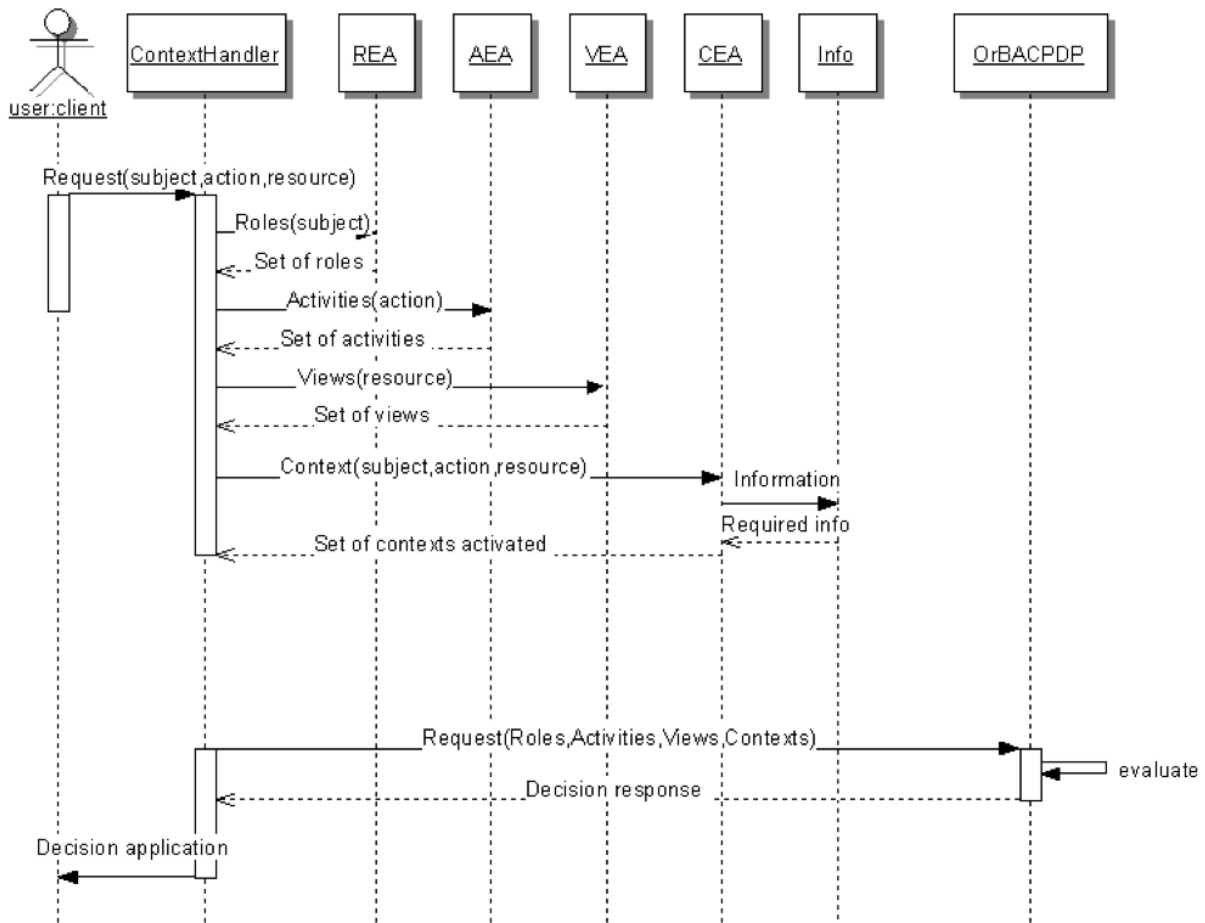 ContextHandler
REA
AEA
VEA
CEA
Info
OrBACPDP
user:client
Request(subject,action,resource)
Roles(subject)
Set of roles
Activities(action)
Set of activities
Views(resource)
Set of views
Context(subject,action,resource)
Information
Required info
Set of contexts activated
Request(Roles,Activities,Views,Contexts)
evaluate
Decision response
Decision application